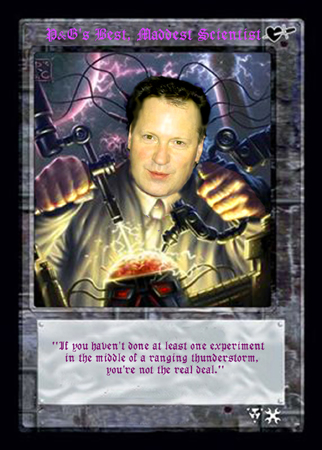 P&G's Best, Maddest Scientist
"If you haven't done at least one experiment
in the middle of a ranging thunderstorm,
you're not the real deal."